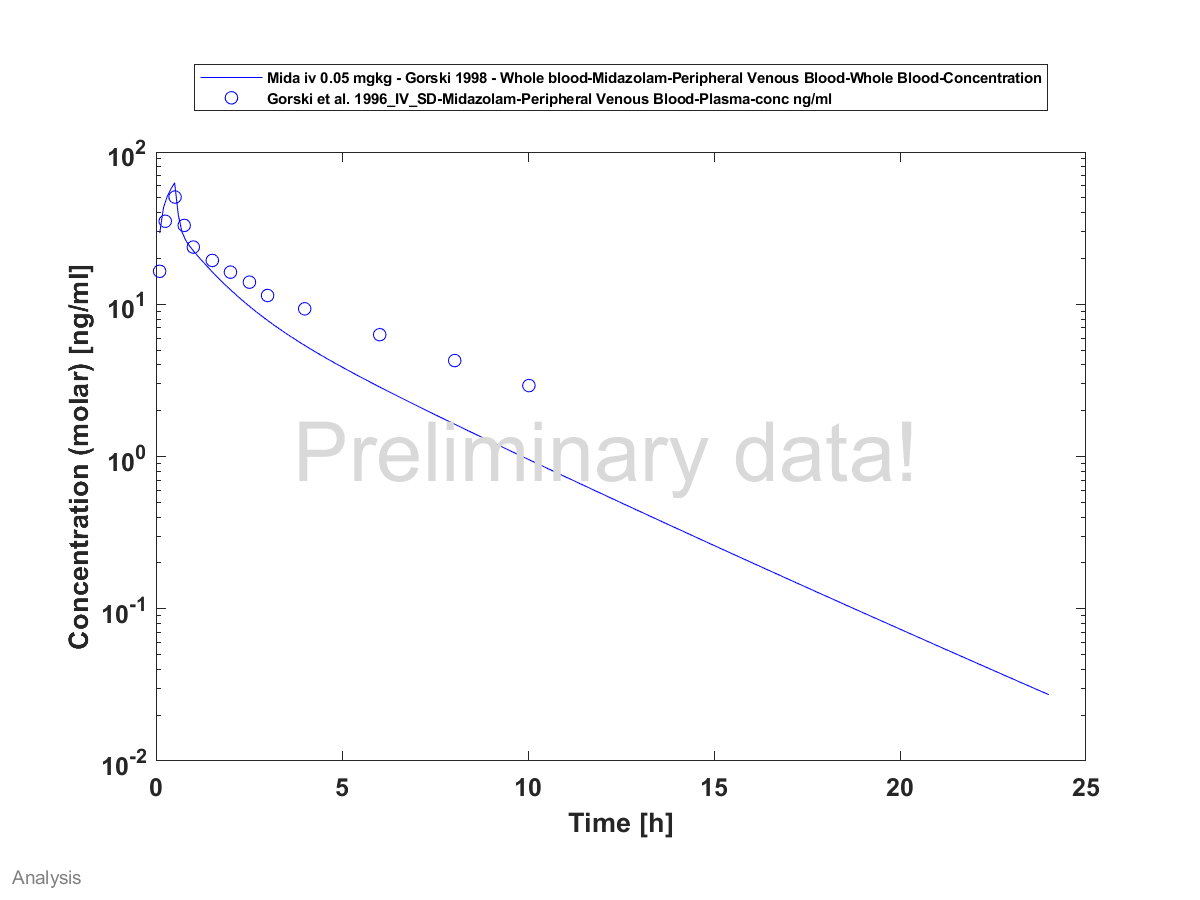 Mida iv 0.05 mgkg - Gorski 1998 - Whole blood-Midazolam-Peripheral Venous Blood-Whole Blood-Concentration
Gorski et al. 1996_IV_SD-Midazolam-Peripheral Venous Blood-Plasma-conc ng/ml
10^2
10^1
10^0
10^-1
10^-2
Concentration (molar) [ng/ml]
Preliminary data!
0 5 10 15 20 25
Time [h]
Analysis